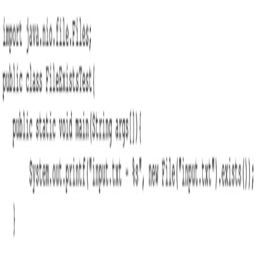 import java.nio.file.Files;
public class FileExistsTest{
public static void main(String args[]){
System.out.printf("input.txt - %s", new File("input.txt").exists());
}